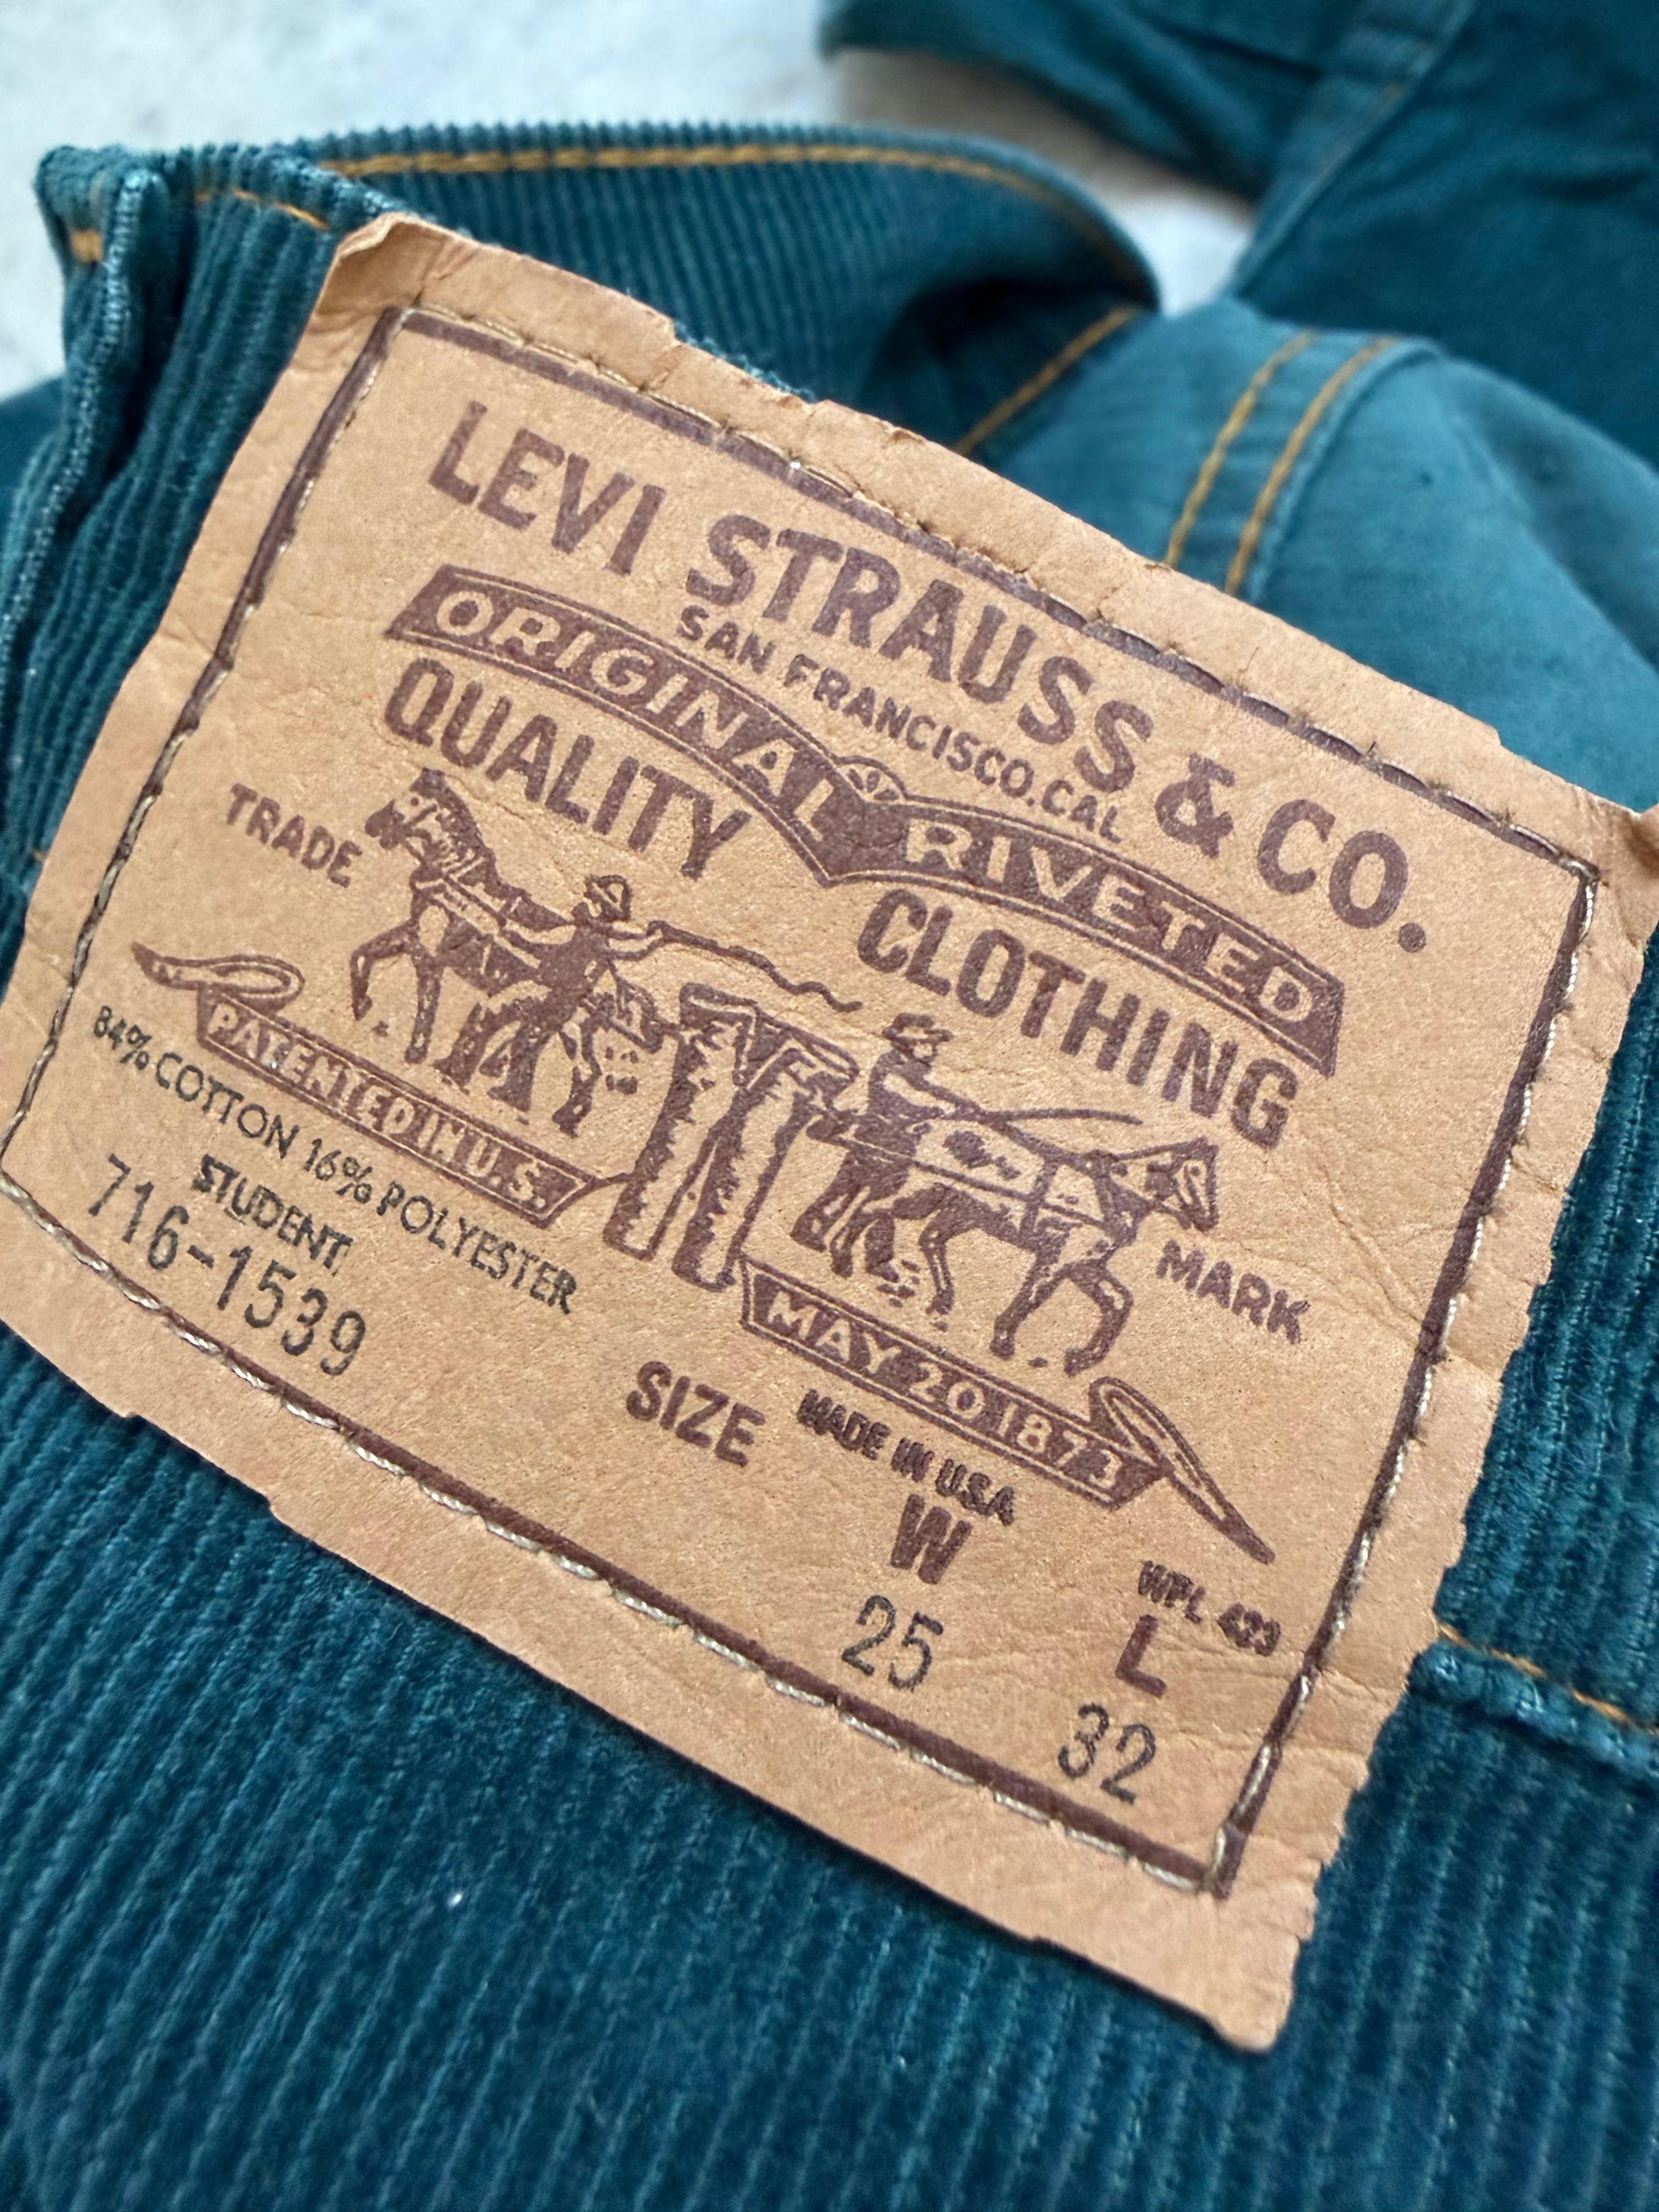 LEVI STRAUSS & CO.
SAN FRANCISCO.CAL
ORIGINAL RIVETED
QUALITY CLOTHING
TRADE MARK
PATENTED IN U.S. MAY 20 1873
84% COTTON 16% POLYESTER
STUDENT
716-1539
MADE IN U.S.A.
WPL 423
SIZE W L
25 32